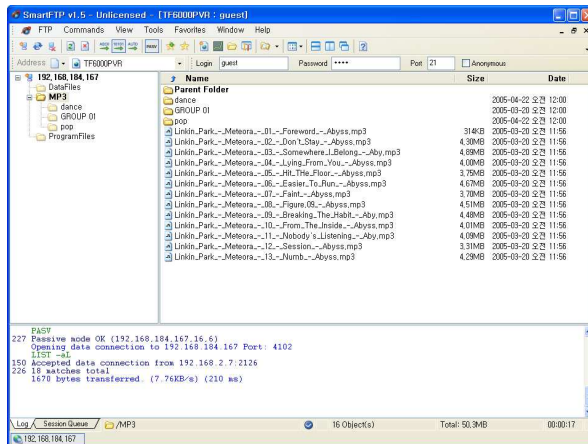 SmartFTP v1.5 - Unlicensed - [TF6000PVR : guest]
FTP Commands View Tools Favorites Window Help
Address TF6000PVR Login guest Password •••• Port 21 Anonymous
192.168.184.167
DataFiles
MP3
dance
GROUP 01
pop
ProgramFiles
Name Size Date
Parent Folder
dance 2005-04-22 오전 12:00
GROUP 01 2005-03-20 오전 12:00
pop 2005-04-22 오전 12:00
Linkin_Park_-_Meteora_-_01_-_Foreword_-_Abyss.mp3 314KB 2005-03-20 오전 11:56
Linkin_Park_-_Meteora_-_02_-_Don't_Stay_-_Abyss.mp3 4.30MB 2005-03-20 오전 11:56
Linkin_Park_-_Meteora_-_03_-_Somewhere_I_Belong_-_Aby.mp3 4.89MB 2005-03-20 오전 11:56
Linkin_Park_-_Meteora_-_04_-_Lying_From_You_-_Abyss.mp3 4.00MB 2005-03-20 오전 11:56
Linkin_Park_-_Meteora_-_05_-_Hit_THe_Floor_-_Abyss.mp3 3.75MB 2005-03-20 오전 11:56
Linkin_Park_-_Meteora_-_06_-_Easier_To_Run_-_Abyss.mp3 4.67MB 2005-03-20 오전 11:56
Linkin_Park_-_Meteora_-_07_-_Faint_-_Abyss.mp3 3.70MB 2005-03-20 오전 11:56
Linkin_Park_-_Meteora_-_08_-_Figure.09_-_Abyss.mp3 4.51MB 2005-03-20 오전 11:56
Linkin_Park_-_Meteora_-_09_-_Breaking_The_Habit_-_Aby.mp3 4.48MB 2005-03-20 오전 11:56
Linkin_Park_-_Meteora_-_10_-_From_The_Inside_-_Abyss.mp3 4.01MB 2005-03-20 오전 11:56
Linkin_Park_-_Meteora_-_11_-_Nobody's_Listening_-_Aby.mp3 4.09MB 2005-03-20 오전 11:56
Linkin_Park_-_Meteora_-_12_-_Session_-_Abyss.mp3 3.31MB 2005-03-20 오전 11:56
Linkin_Park_-_Meteora_-_13_-_Numb_-_Abyss.mp3 4.29MB 2005-03-20 오전 11:56
PASV
227 Passive mode OK (192,168,184,167,16,6)
Opening data connection to 192.168.184.167 Port: 4102
LIST -aL
150 Accepted data connection from 192.168.2.7:2126
226 18 matches total
1670 bytes transferred. (7.76KB/s) (210 ms)
Log Session Queue /MP3 16 Object(s) Total: 50.3MB 00:00:17
192.168.184.167